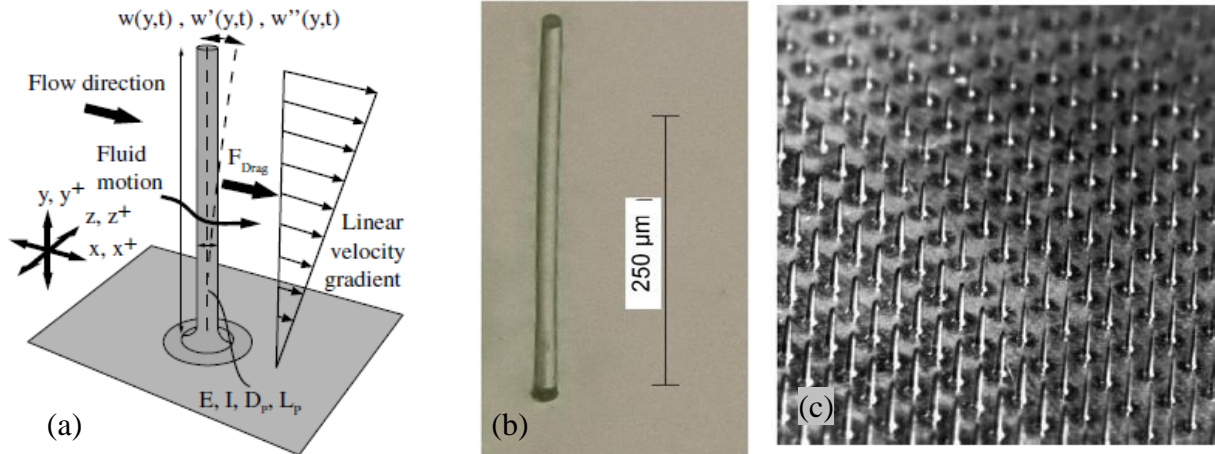 w(y,t) , w'(y,t) , w''(y,t)
Flow direction
Fluid
motion
F_Drag
y, y⁺
z, z⁺
x, x⁺
Linear
velocity
gradient
E, I, D_p, L_p
(a)
250 µm
(b)
(c)